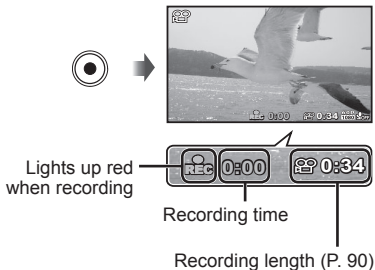 REC 0:00 0:34
Lights up red
when recording
REC 0:00 0:34
Recording time
Recording length (P. 90)